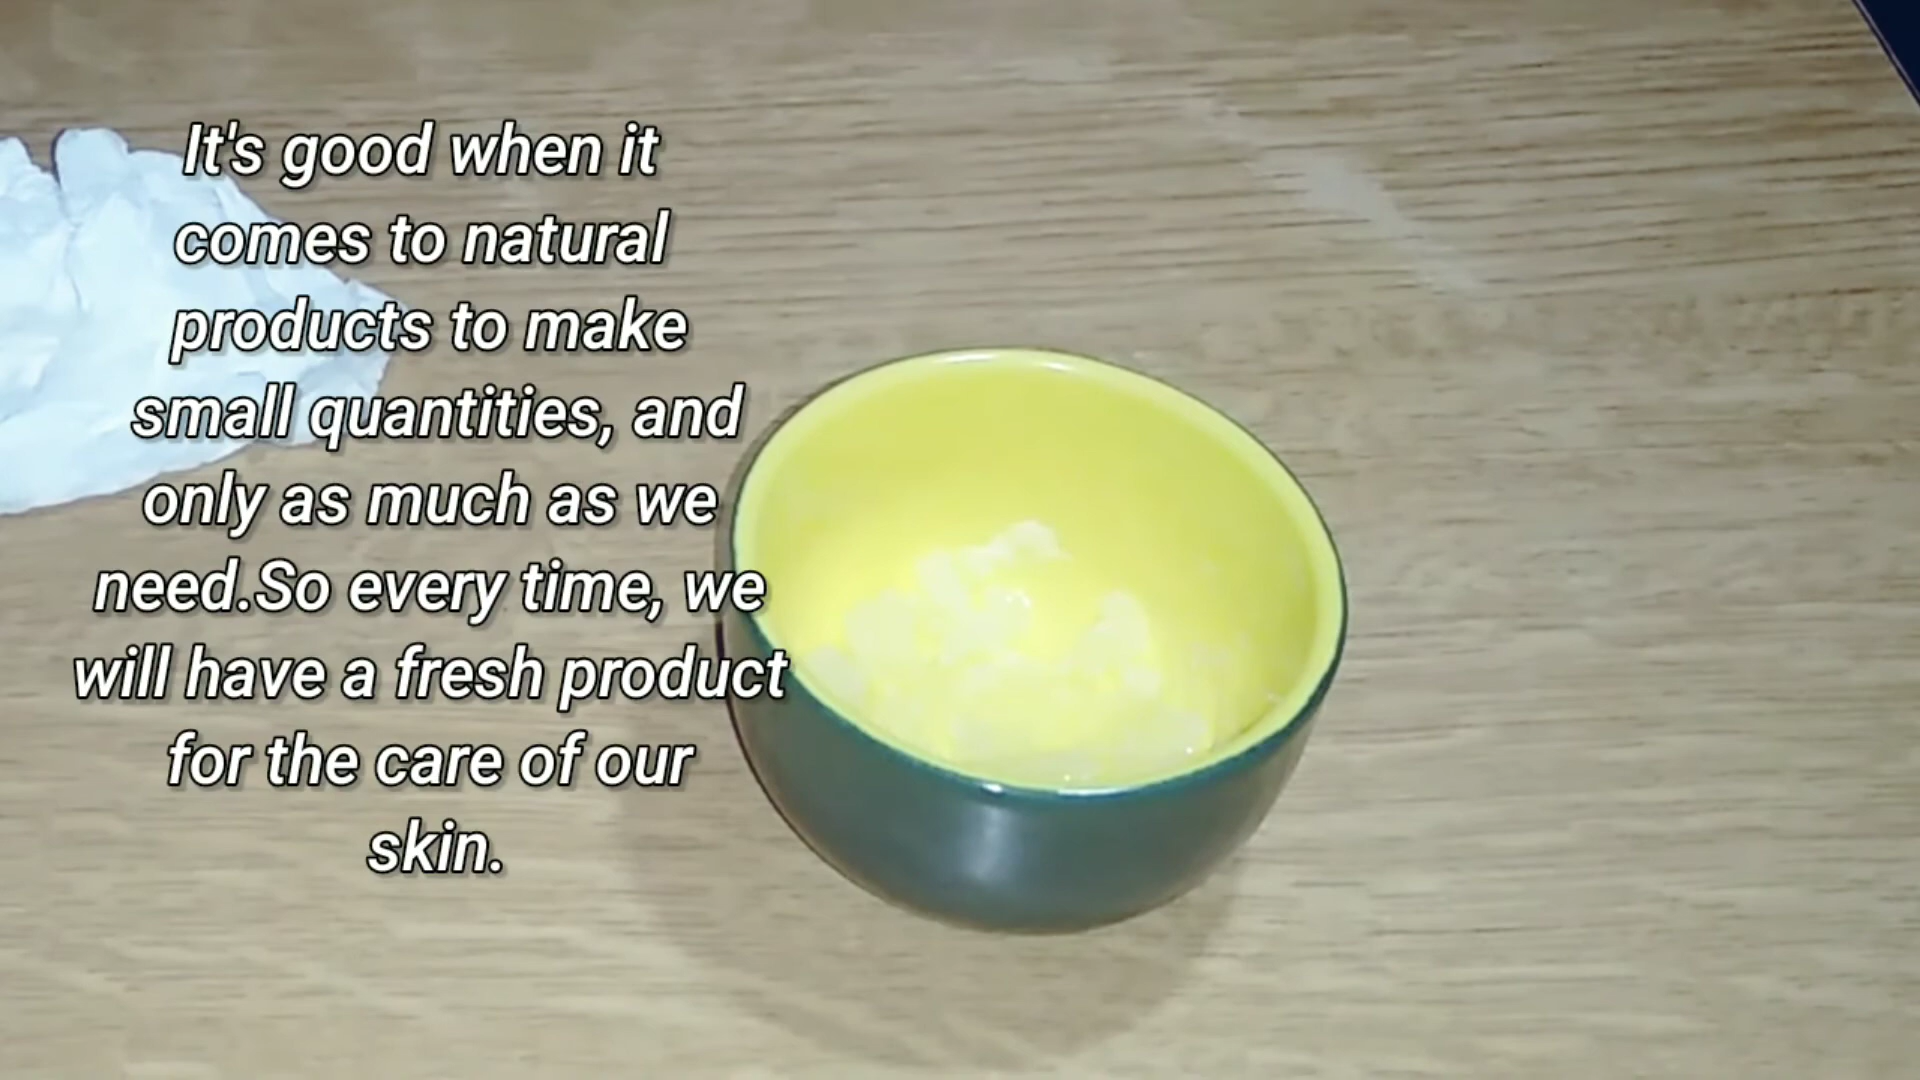 It's good when it
comes to natural
products to make
small quantities, and
only as much as we
need.So every time, we
will have a fresh product
for the care of our
skin.